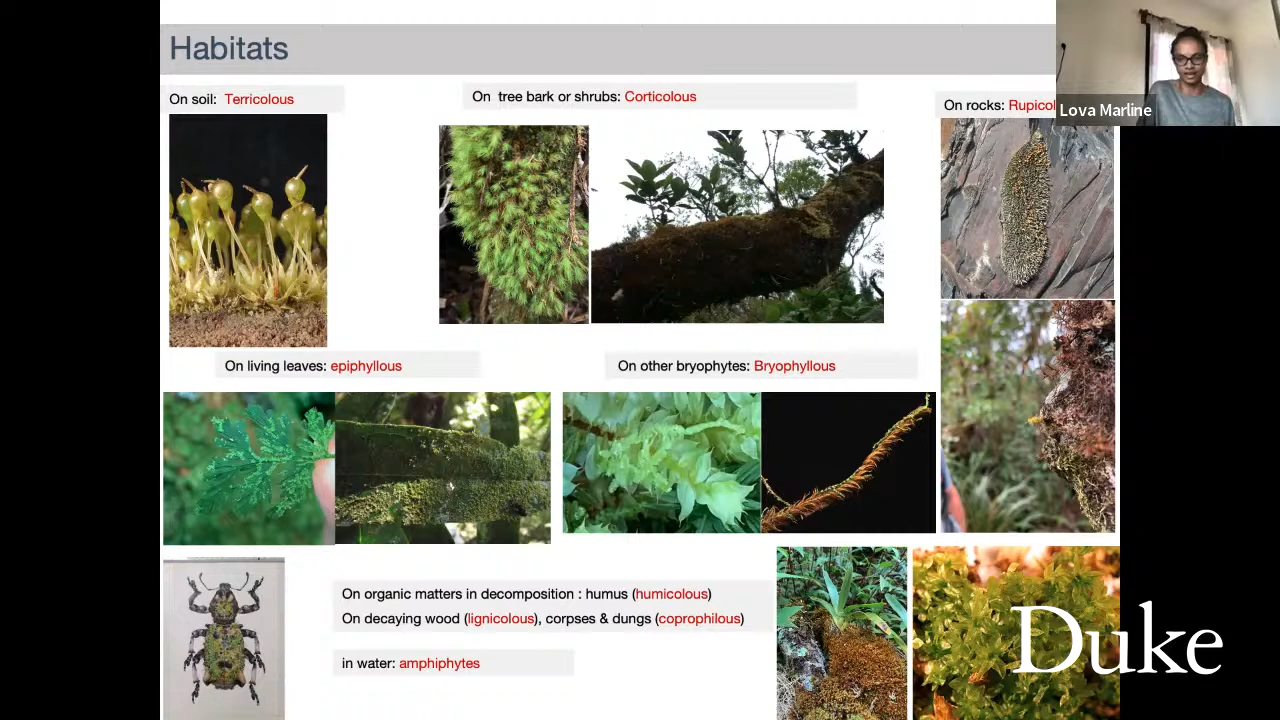 Habitats
On soil: Terricolous
On tree bark or shrubs: Corticolous
On rocks: Rupicol
Lova Marline
On living leaves: epiphyllous
On other bryophytes: Bryophyllous
On organic matters in decomposition : humus (humicolous)
On decaying wood (lignicolous), corpses & dungs (coprophilous)
in water: amphiphytes
Duke